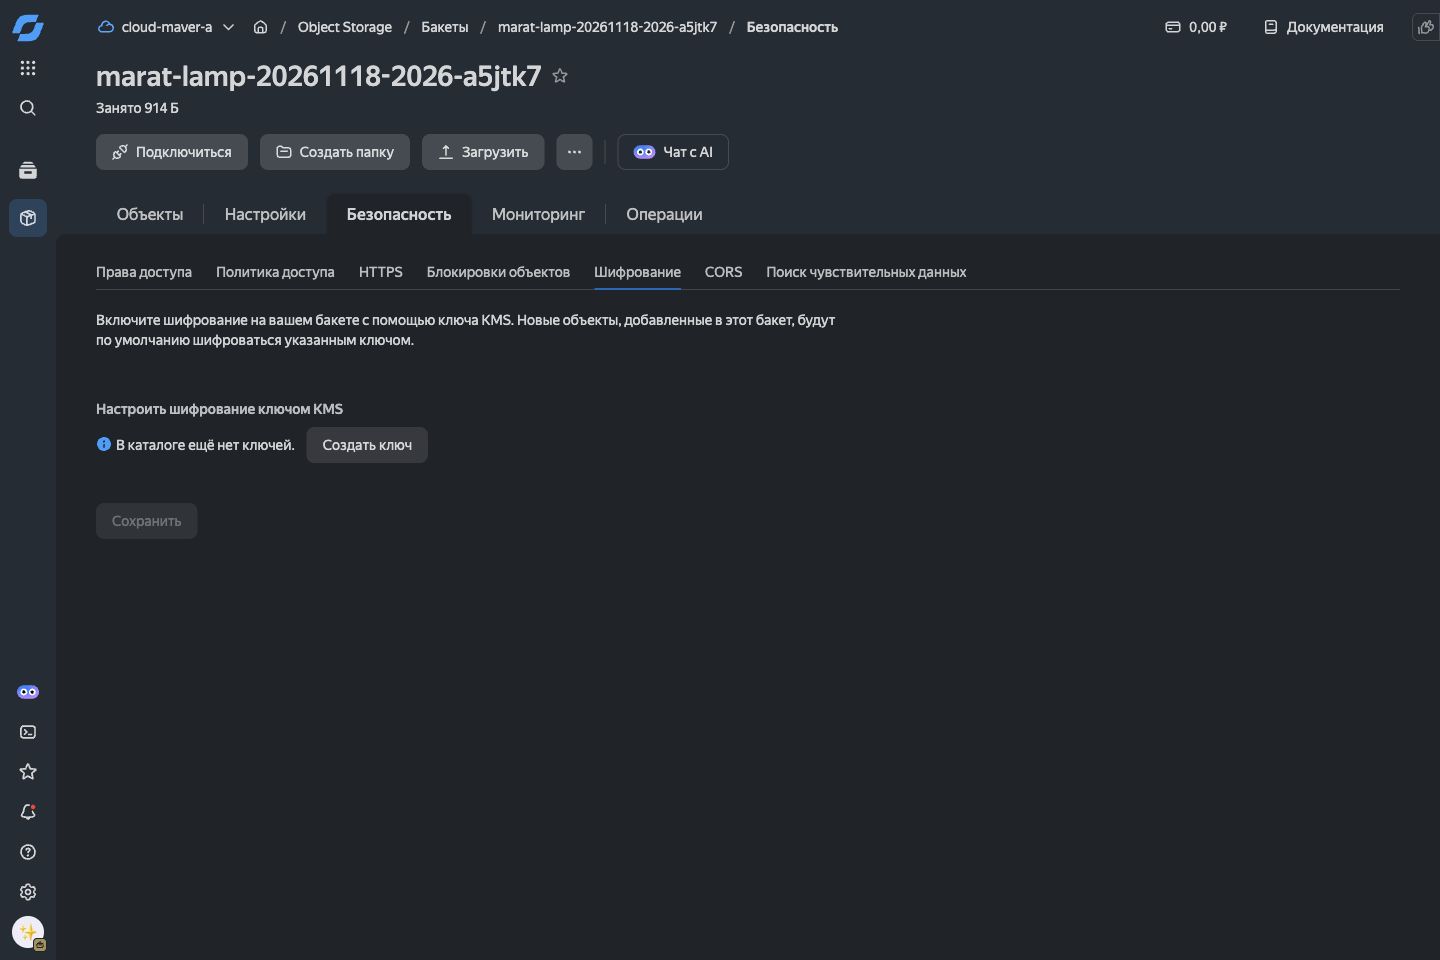 cloud-maver-a / Object Storage / Бакеты / marat-lamp-20261118-2026-a5jtk7 / Безопасность
0,00 ₽
Документация
marat-lamp-20261118-2026-a5jtk7
Занято 914 Б
Подключиться
Создать папку
Загрузить
Чат с AI
Объекты
Настройки
Безопасность
Мониторинг
Операции
Права доступа
Политика доступа
HTTPS
Блокировки объектов
Шифрование
CORS
Поиск чувствительных данных
Включите шифрование на вашем бакете с помощью ключа KMS. Новые объекты, добавленные в этот бакет, будут
по умолчанию шифроваться указанным ключом.
Настроить шифрование ключом KMS
В каталоге ещё нет ключей.
Создать ключ
Сохранить